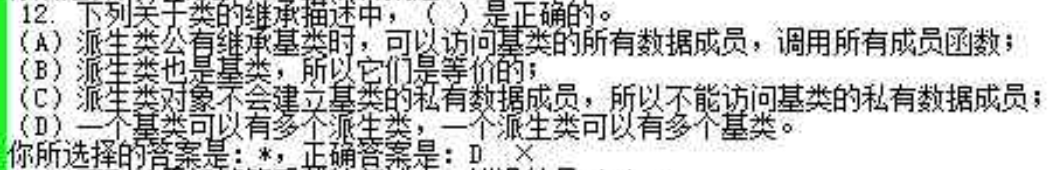 12. 下列关于类的继承描述中，（ ）是正确的。
（A）派生类公有继承基类时，可以访问基类的所有数据成员，调用所有成员函数；
（B）派生类也是基类，所以它们是等价的；
（C）派生类对象不会建立基类的私有数据成员，所以不能访问基类的私有数据成员；
（D）一个基类可以有多个派生类，一个派生类可以有多个基类。
你所选择的答案是：*，正确答案是：D ×